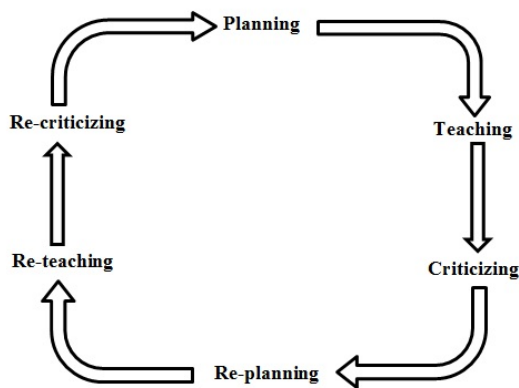 Planning
Teaching
Criticizing
Re-planning
Re-teaching
Re-criticizing